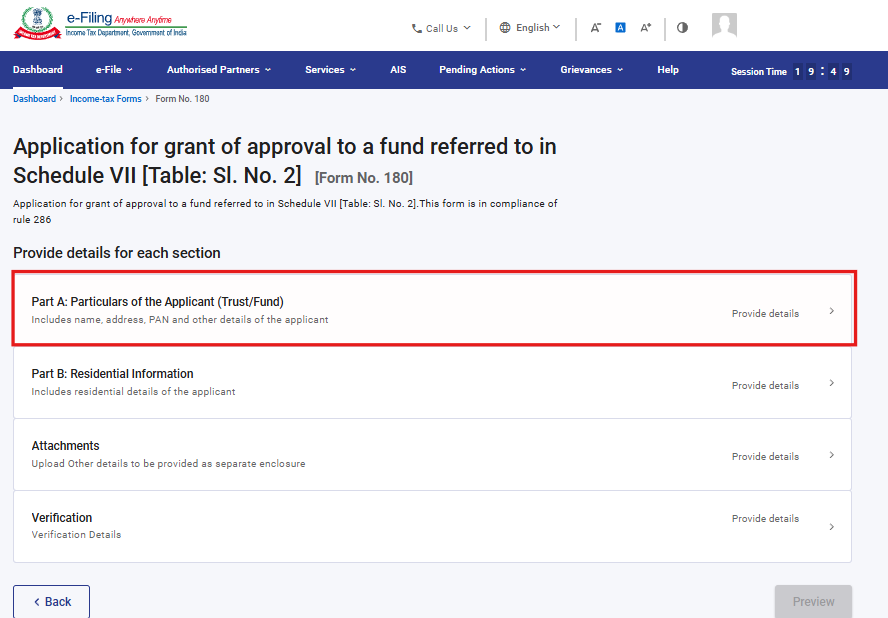 e-Filing Anywhere Anytime
Income Tax Department, Government of India
Call Us
English
A-
A
A+
Dashboard e-File Authorised Partners Services AIS Pending Actions Grievances Help Session Time 1 9 : 4 9
Dashboard > Income-tax Forms > Form No. 180
Application for grant of approval to a fund referred to in
Schedule VII [Table: Sl. No. 2] [Form No. 180]
Application for grant of approval to a fund referred to in Schedule VII [Table: Sl. No. 2].This form is in compliance of
rule 286
Provide details for each section
Part A: Particulars of the Applicant (Trust/Fund)
Includes name, address, PAN and other details of the applicant
Provide details >
Part B: Residential Information
Includes residential details of the applicant
Provide details >
Attachments
Upload Other details to be provided as separate enclosure
Provide details >
Verification
Verification Details
Provide details >
< Back
Preview